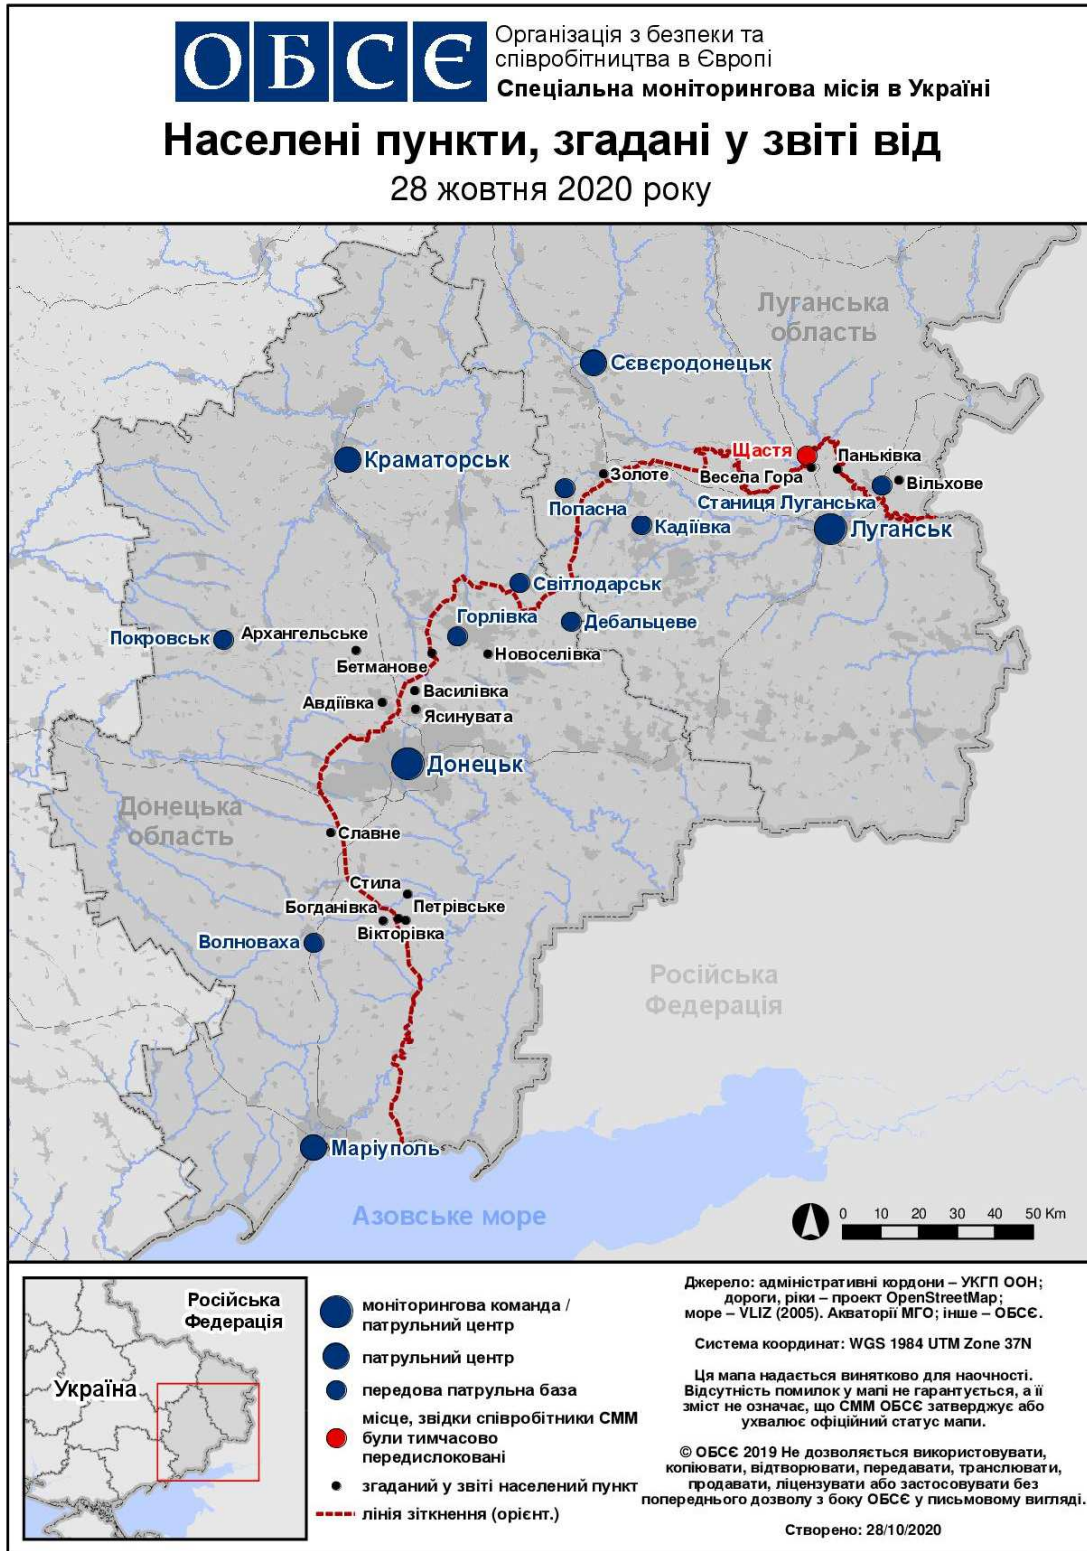 ОБСЄ
Організація з безпеки та
співробітництва в Європі
Спеціальна моніторингова місія в Україні
Населені пункти, згадані у звіті від
28 жовтня 2020 року
Луганська
область
Сєвєродонецьк
Щастя
Паньківка
Краматорськ
Золоте
Весела Гора
Вільхове
Попасна
Станиця Луганська
Кадіївка
Луганськ
Світлодарськ
Горлівка
Дебальцеве
Покровськ
Архангельське
Бетманове
Новоселівка
Василівка
Авдіївка
Ясинувата
Донецьк
Донецька
область
Славне
Стила
Богданівка
Петрівське
Вікторівка
Волноваха
Російська
Федерація
Маріуполь
Азовське море
0 10 20 30 40 50 Km
Російська
Федерація
Україна
моніторингова команда /
патрульний центр
патрульний центр
передова патрульна база
місце, звідки співробітники СММ
були тимчасово
передислоковані
згаданий у звіті населений пункт
лінія зіткнення (орієнт.)
Джерело: адміністративні кордони – УКГП ООН;
дороги, ріки – проект OpenStreetMap;
море – VLIZ (2005). Акваторії МГО; інше – ОБСЄ.
Система координат: WGS 1984 UTM Zone 37N
Ця мапа надається винятково для наочності.
Відсутність помилок у мапі не гарантується, а її
зміст не означає, що СММ ОБСЄ затверджує або
ухвалює офіційний статус мапи.
© ОБСЄ 2019 Не дозволяється використовувати,
копіювати, відтворювати, передавати, транслювати,
продавати, ліцензувати або застосовувати без
попереднього дозволу з боку ОБСЄ у письмовому вигляді.
Створено: 28/10/2020